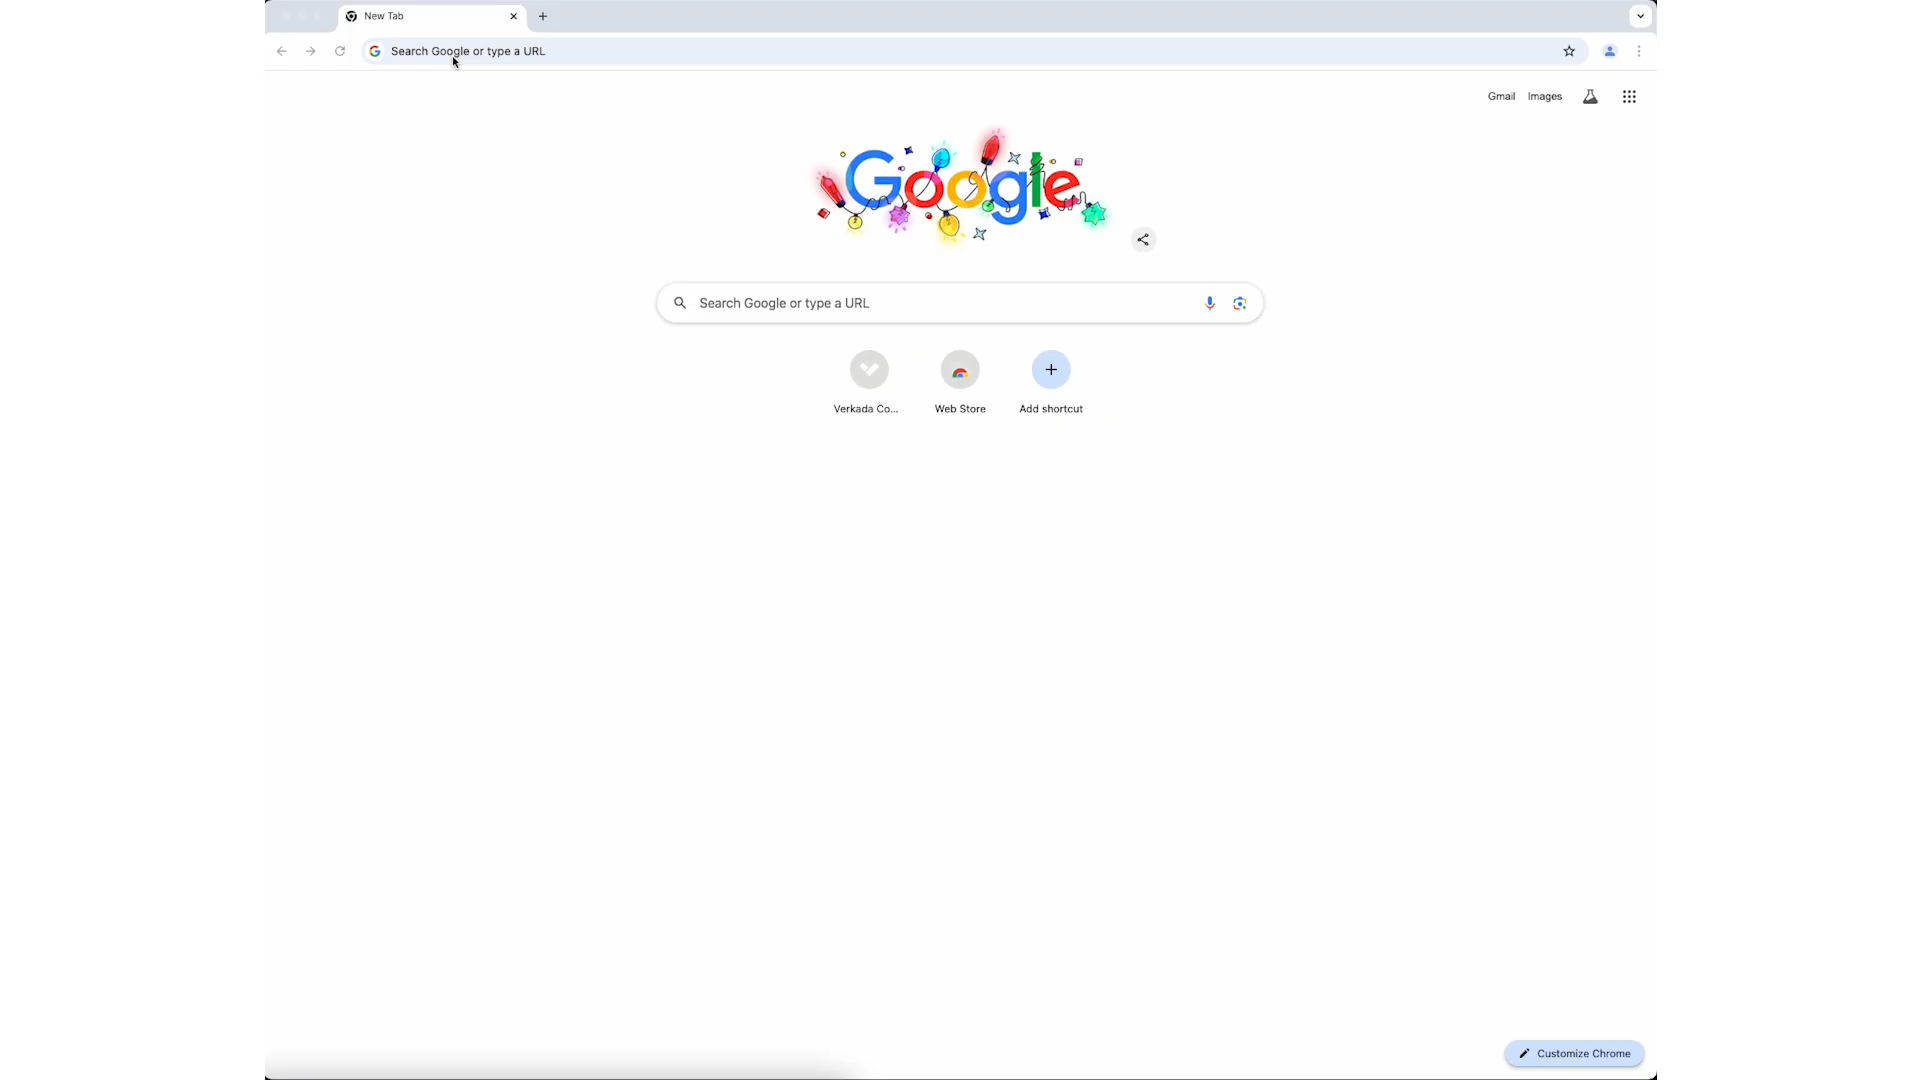 New Tab
Search Google or type a URL
Gmail Images
Google
Search Google or type a URL
Verkada Co... Web Store Add shortcut
Customize Chrome